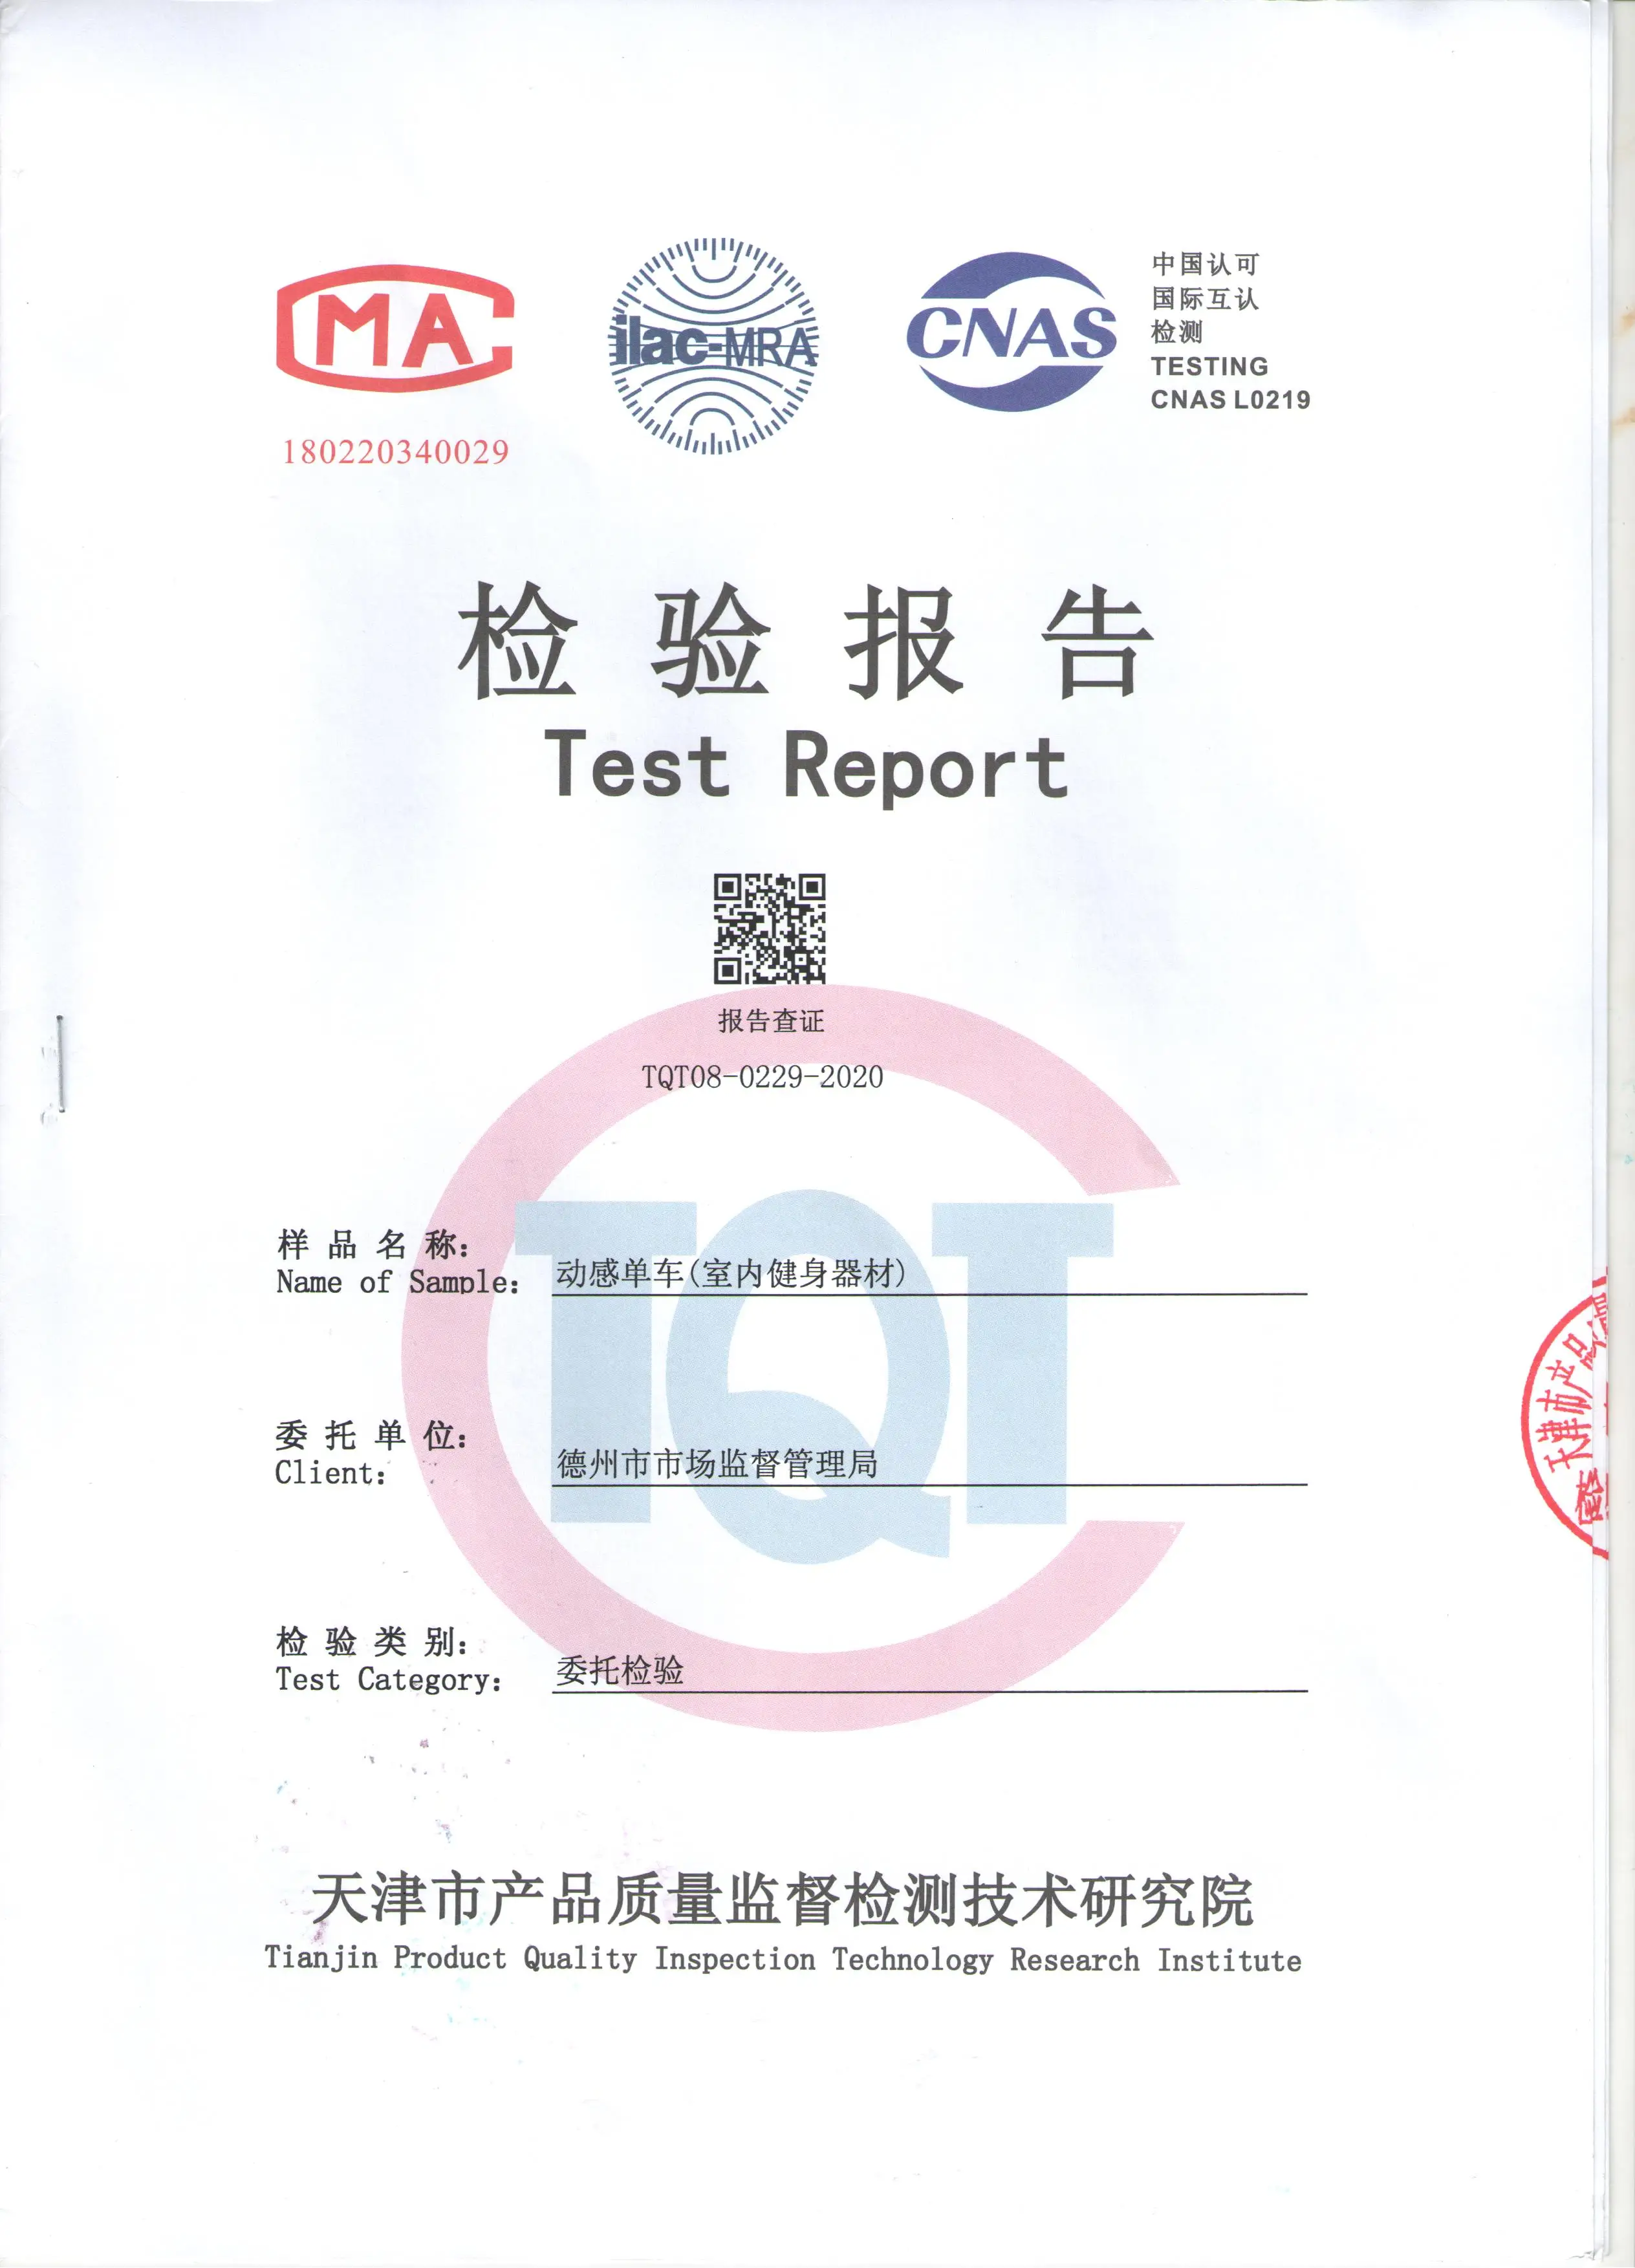 MA
180220340029
ilac-MRA
CNAS
中国认可
国际互认
检测
TESTING
CNAS L0219
检验报告
Test Report
报告查证
TQT08-0229-2020
TQT
样品名称:
Name of Sample: 动感单车(室内健身器材)
委托单位:
Client: 德州市市场监督管理局
检验类别:
Test Category: 委托检验
天津市产品质量监督检测技术研究院
Tianjin Product Quality Inspection Technology Research Institute
天津市产品